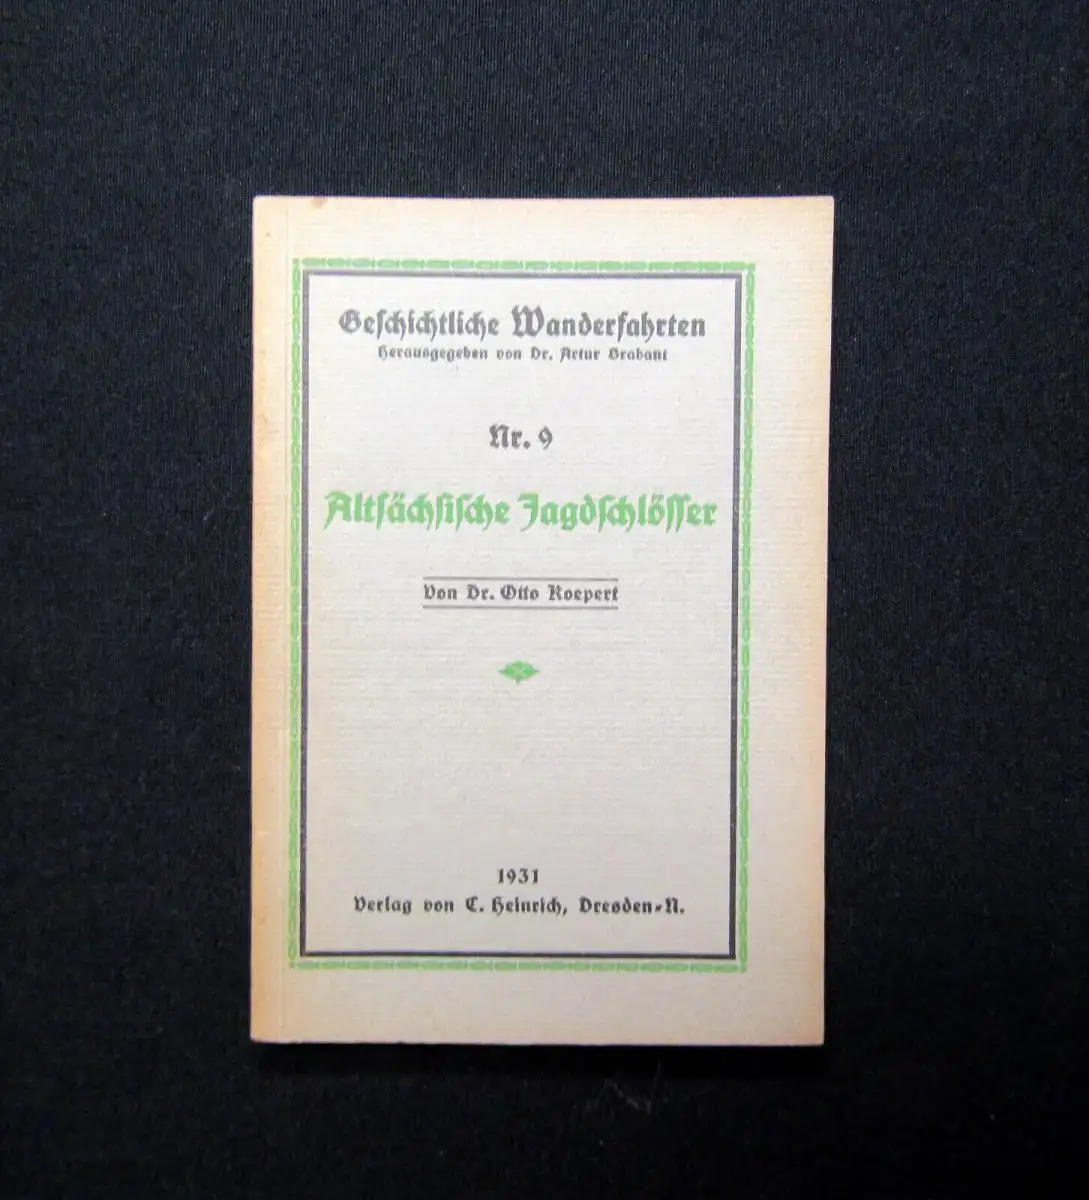 Geſchichtliche Wanderfahrten
Herausgegeben von Dr. Artur Brabant
Nr. 9
Altſächſiſche Jagdſchlöſſer
Von Dr. Otto Koepert
1931
Verlag von C. Heinrich, Dresden-N.